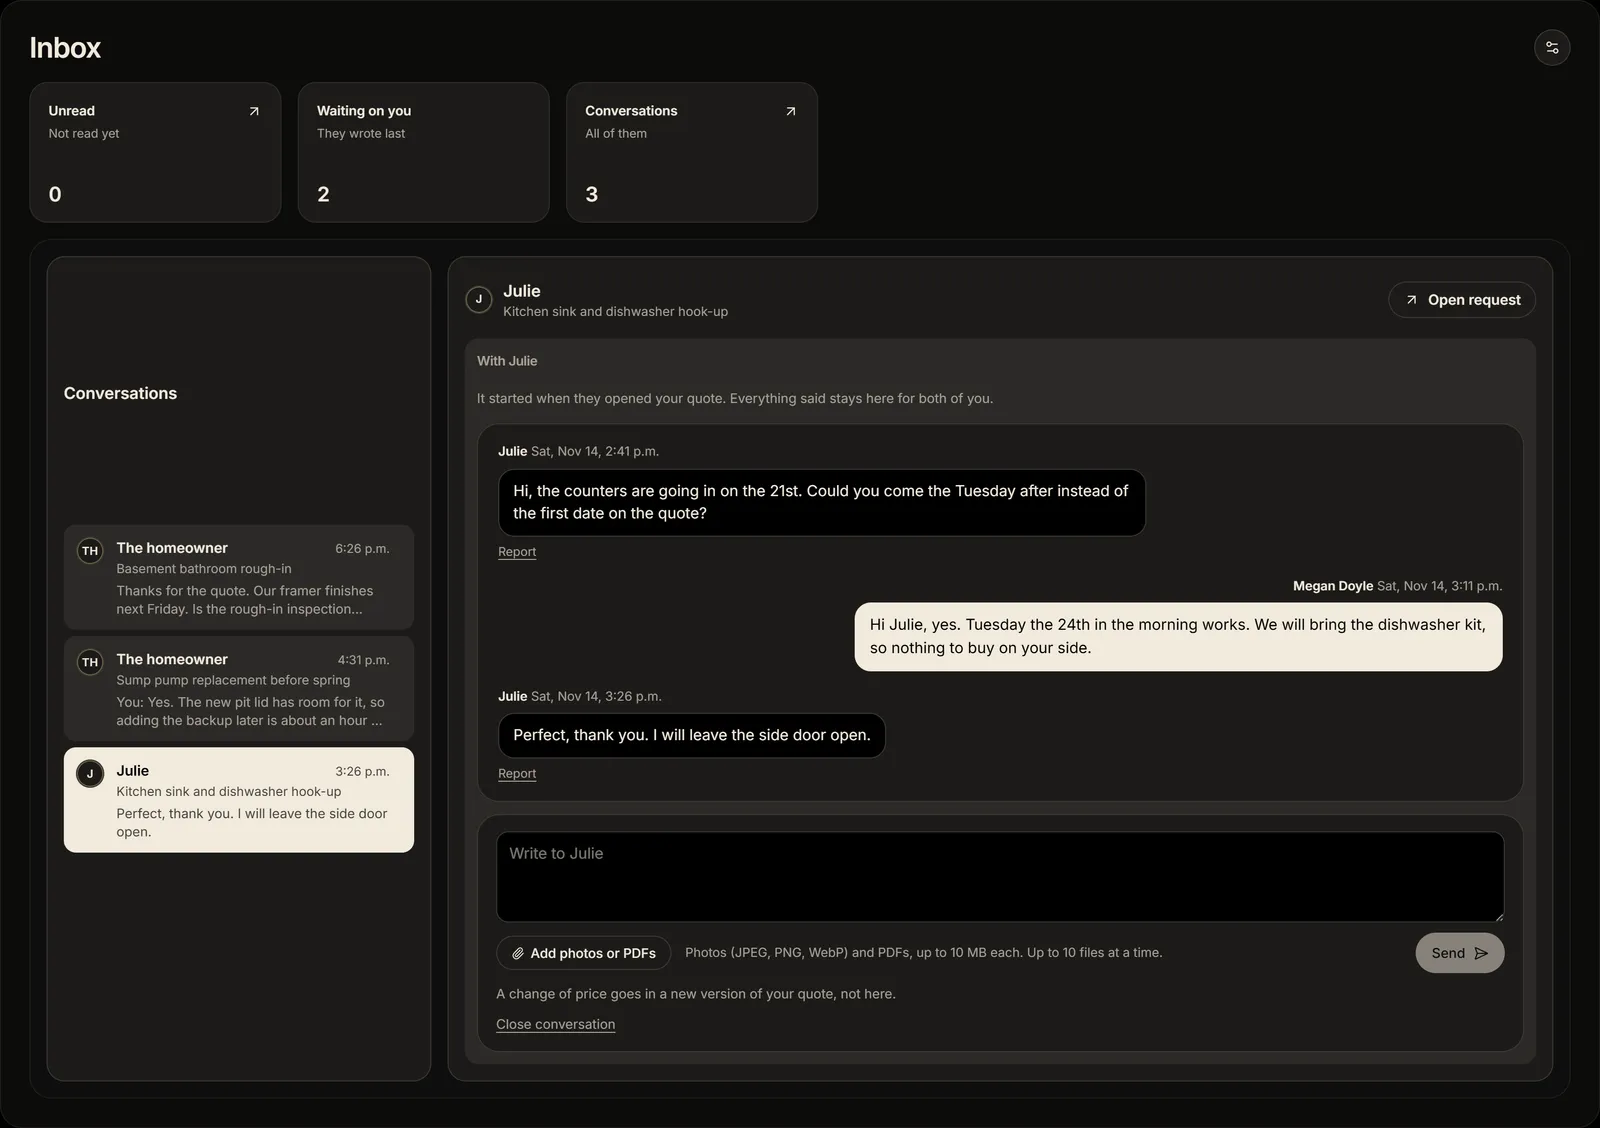 Inbox
Unread
Not read yet
0
Waiting on you
They wrote last
2
Conversations
All of them
3
Conversations
TH
The homeowner
6:26 p.m.
Basement bathroom rough-in
Thanks for the quote. Our framer finishes
next Friday. Is the rough-in inspection...
TH
The homeowner
4:31 p.m.
Sump pump replacement before spring
You: Yes. The new pit lid has room for it, so
adding the backup later is about an hour ...
J
Julie
3:26 p.m.
Kitchen sink and dishwasher hook-up
Perfect, thank you. I will leave the side door
open.
J
Julie
Kitchen sink and dishwasher hook-up
Open request
With Julie
It started when they opened your quote. Everything said stays here for both of you.
Julie Sat, Nov 14, 2:41 p.m.
Hi, the counters are going in on the 21st. Could you come the Tuesday after instead of
the first date on the quote?
Report
Megan Doyle Sat, Nov 14, 3:11 p.m.
Hi Julie, yes. Tuesday the 24th in the morning works. We will bring the dishwasher kit,
so nothing to buy on your side.
Julie Sat, Nov 14, 3:26 p.m.
Perfect, thank you. I will leave the side door open.
Report
Write to Julie
Add photos or PDFs
Photos (JPEG, PNG, WebP) and PDFs, up to 10 MB each. Up to 10 files at a time.
Send
A change of price goes in a new version of your quote, not here.
Close conversation